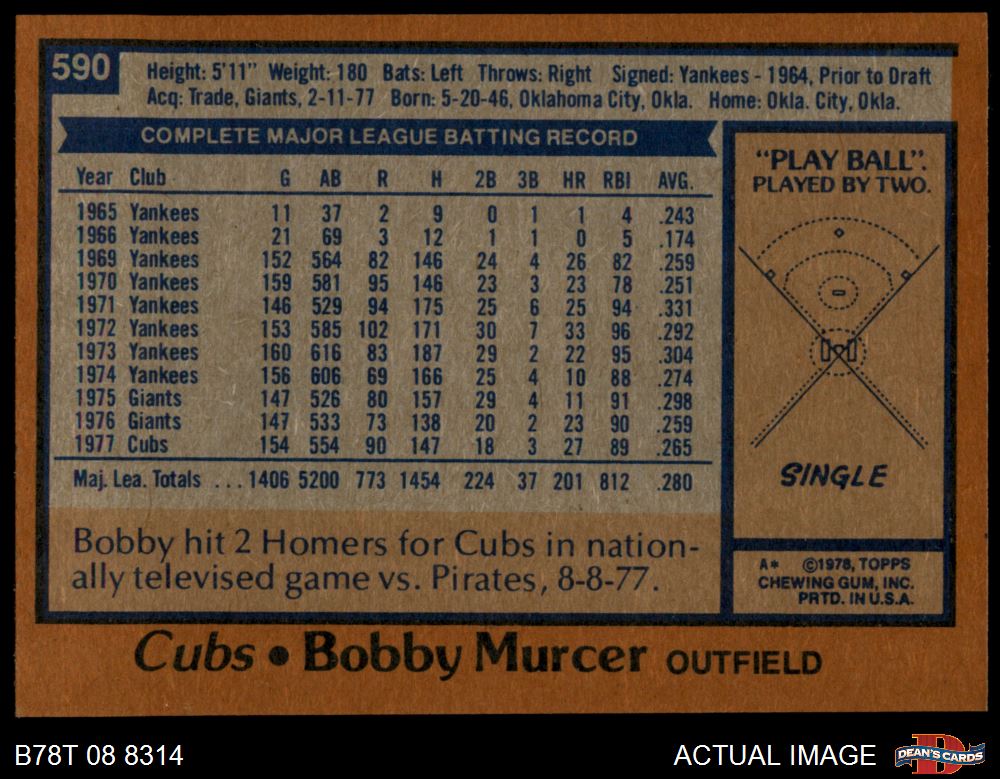 590
Height: 5'11" Weight: 180 Bats: Left Throws: Right Signed: Yankees - 1964, Prior to Draft
Acq: Trade, Giants, 2-11-77 Born: 5-20-46, Oklahoma City, Okla. Home: Okla. City, Okla.
COMPLETE MAJOR LEAGUE BATTING RECORD
Year Club G AB R H 2B 3B HR RBI AVG.
1965 Yankees 11 37 2 9 0 1 1 4 .243
1966 Yankees 21 69 3 12 1 1 0 5 .174
1969 Yankees 152 564 82 146 24 4 26 82 .259
1970 Yankees 159 581 95 146 23 3 23 78 .251
1971 Yankees 146 529 94 175 25 6 25 94 .331
1972 Yankees 153 585 102 171 30 7 33 96 .292
1973 Yankees 160 616 83 187 29 2 22 95 .304
1974 Yankees 156 606 69 166 25 4 10 88 .274
1975 Giants 147 526 80 157 29 4 11 91 .298
1976 Giants 147 533 73 138 20 2 23 90 .259
1977 Cubs 154 554 90 147 18 3 27 89 .265
Maj. Lea. Totals ... 1406 5200 773 1454 224 37 201 812 .280
Bobby hit 2 Homers for Cubs in nation-
ally televised game vs. Pirates, 8-8-77.
"PLAY BALL".
PLAYED BY TWO.
SINGLE
A* ©1978, TOPPS
CHEWING GUM, INC.
PRTD. IN U.S.A.
Cubs • Bobby Murcer OUTFIELD
B78T 08 8314
ACTUAL IMAGE
DEAN'S CARDS